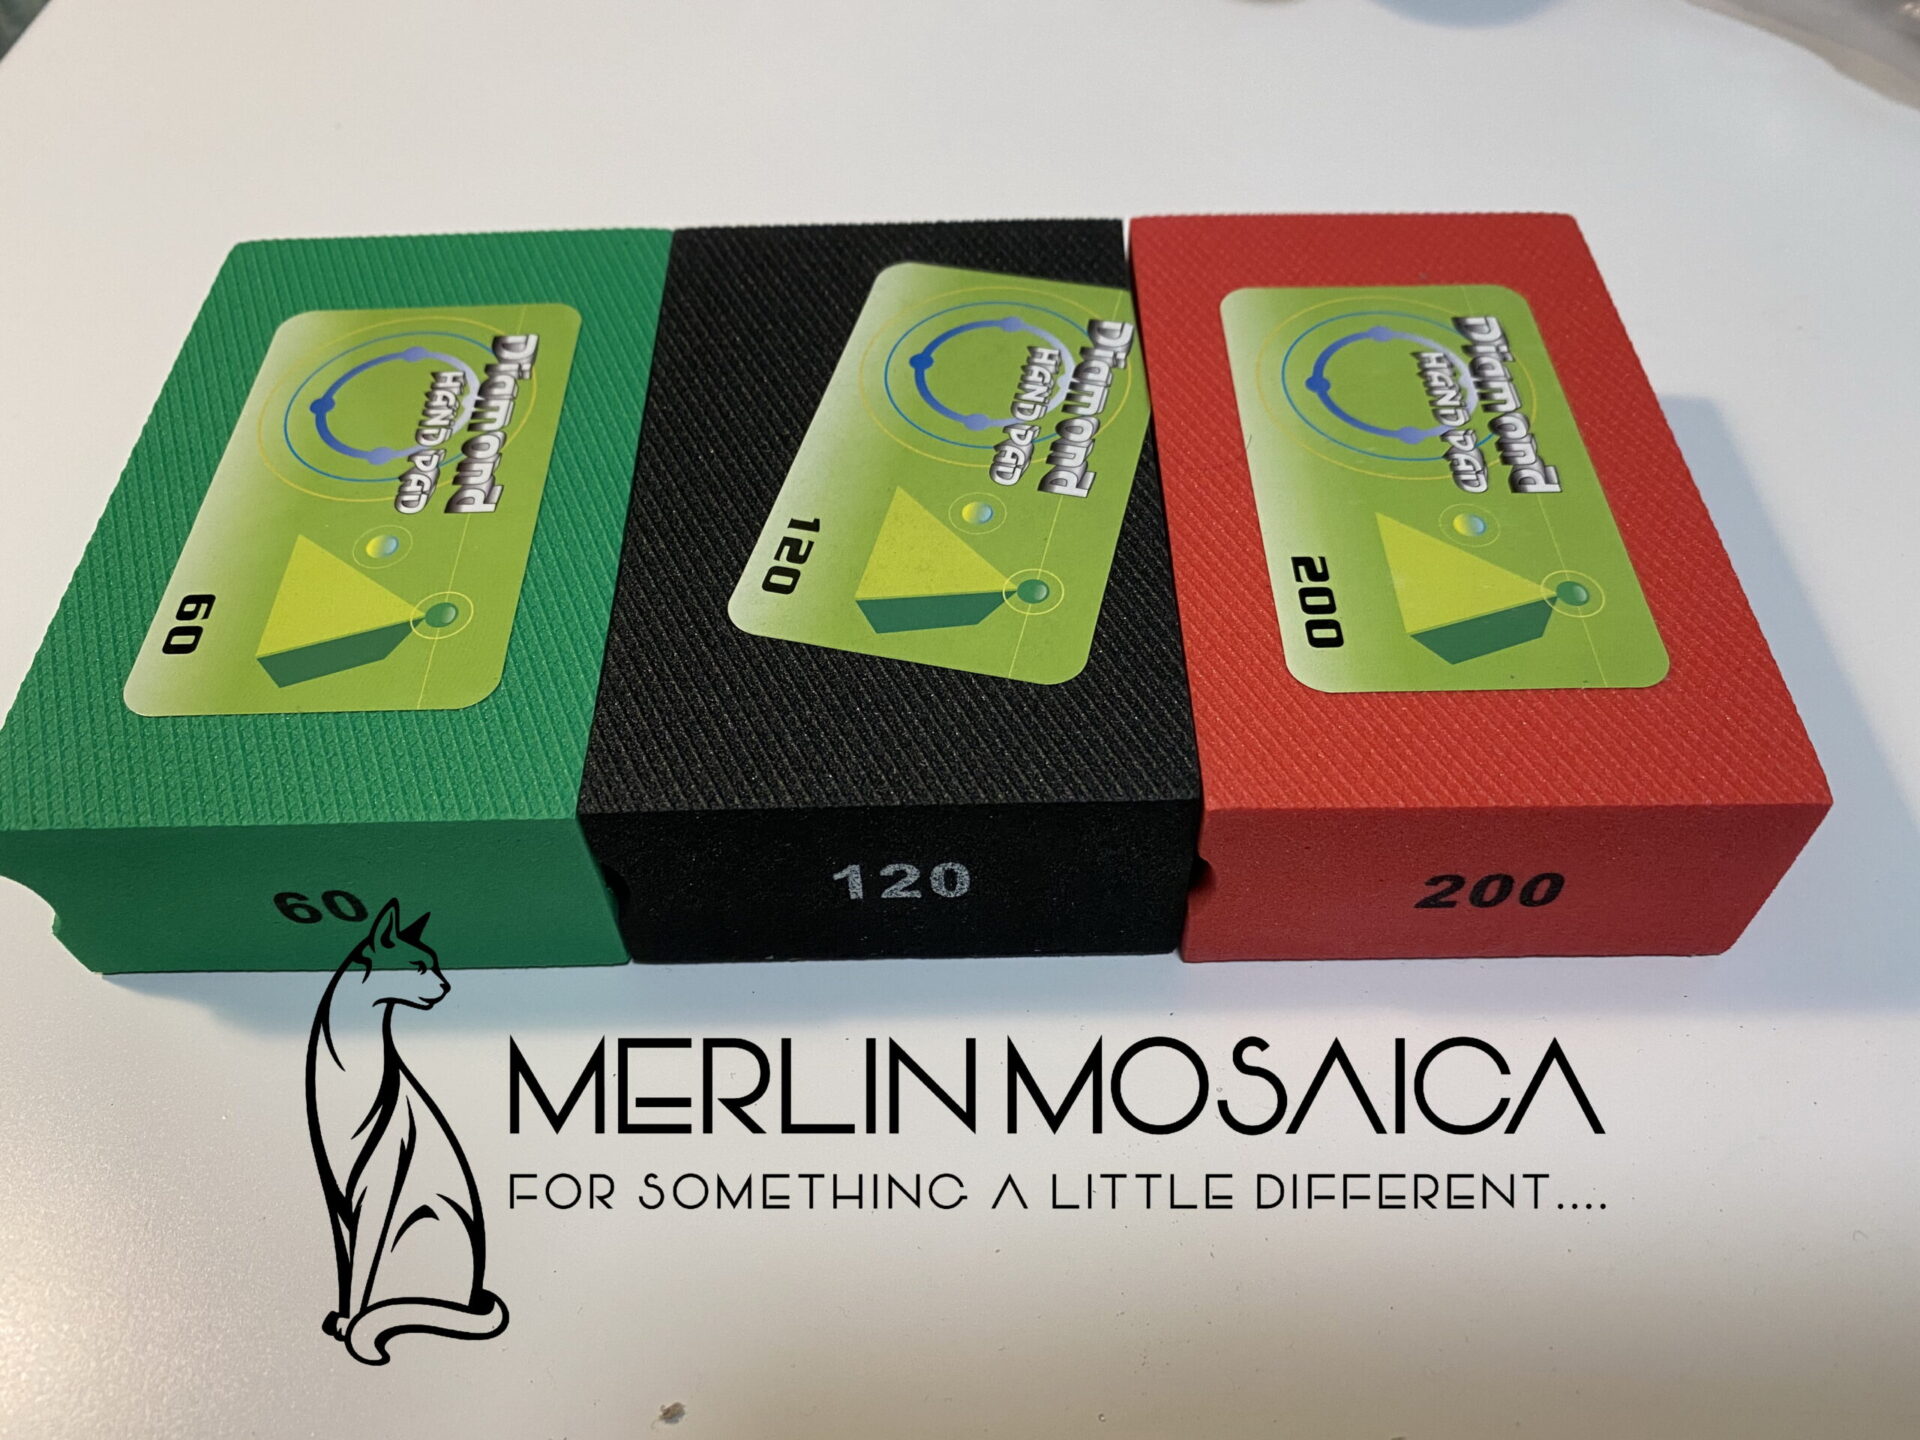 Diamond
HAND PAD
60
Diamond
HAND PAD
120
Diamond
HAND PAD
200
60
120
200
MERLIN MOSAICA
FOR SOMETHING A LITTLE DIFFERENT....